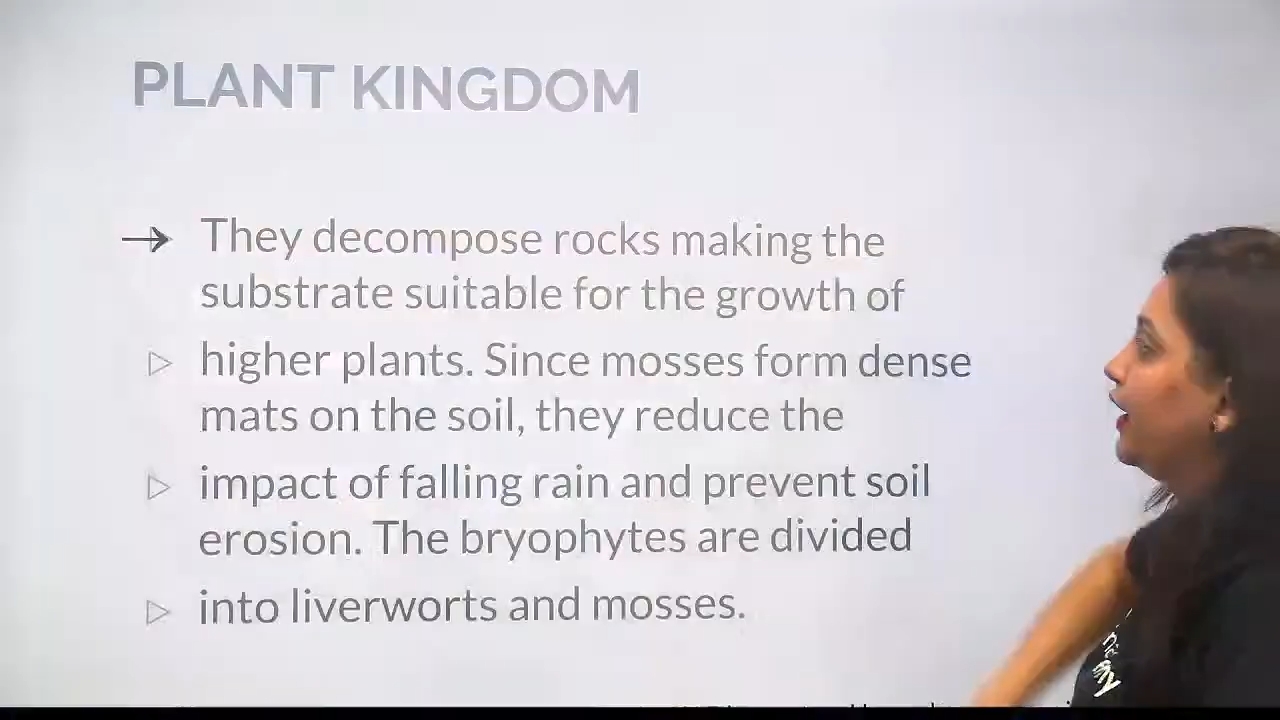 PLANT KINGDOM
They decompose rocks making the
substrate suitable for the growth of
higher plants. Since mosses form dense
mats on the soil, they reduce the
impact of falling rain and prevent soil
erosion. The bryophytes are divided
into liverworts and mosses.